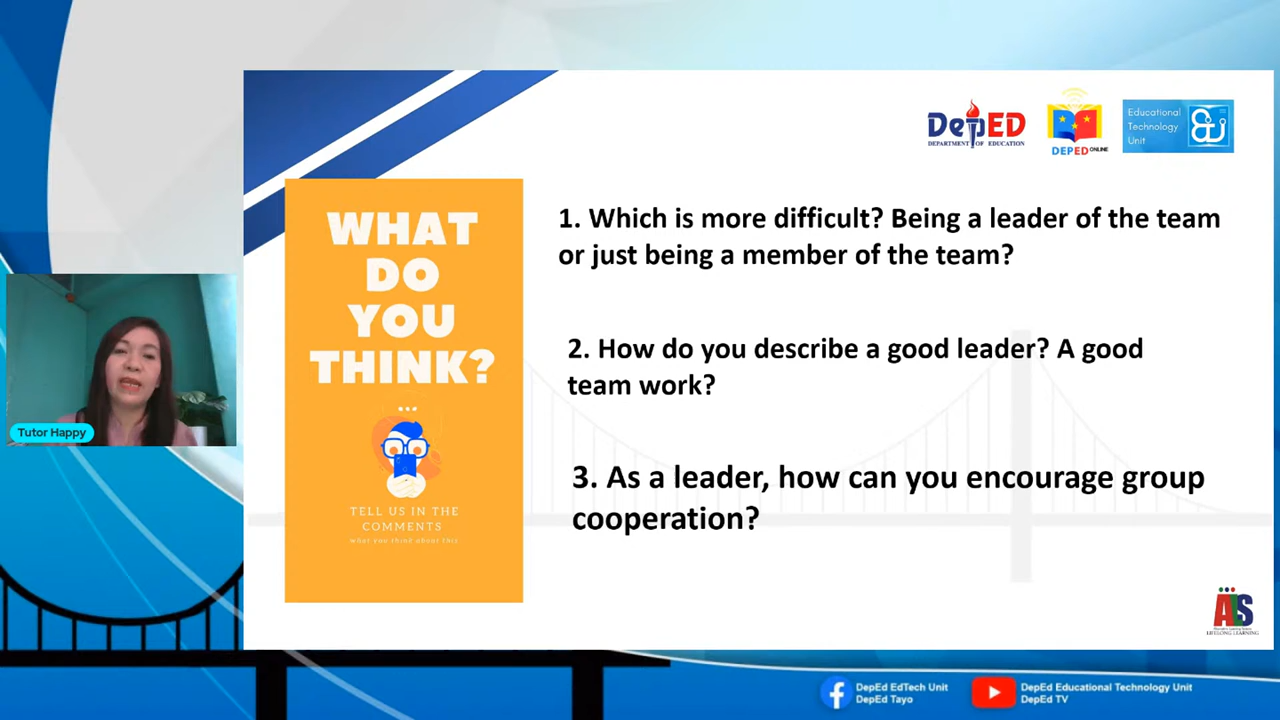 DepED
DEPARTMENT OF EDUCATION
DEPED ONLINE
Educational
Technology
Unit
WHAT
DO
YOU
THINK?
TELL US IN THE
COMMENTS
what you think about this
1. Which is more difficult? Being a leader of the team
or just being a member of the team?
2. How do you describe a good leader? A good
team work?
3. As a leader, how can you encourage group
cooperation?
Tutor Happy
ALS
LIFELONG LEARNING
DepEd EdTech Unit
DepEd Tayo
DepEd Educational Technology Unit
DepEd TV